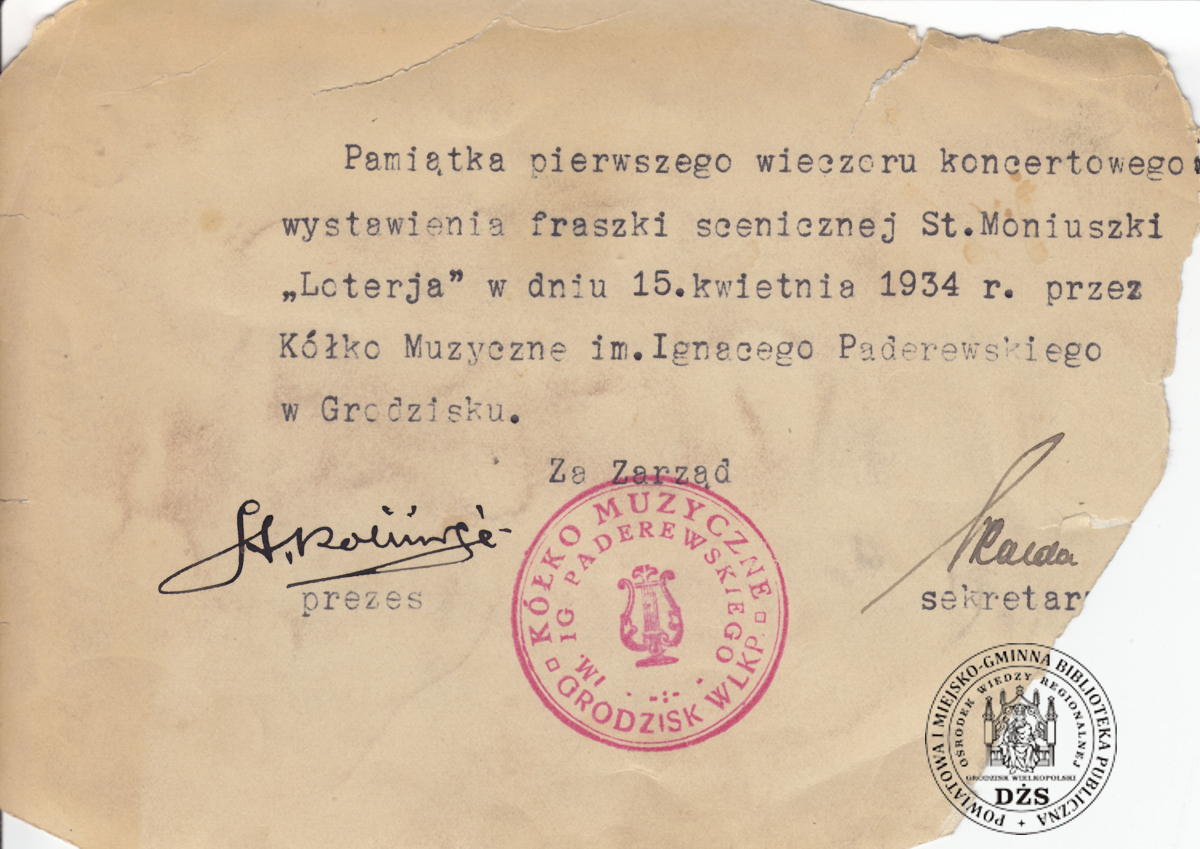 Pamiątka pierwszego wieczoru koncertowego
wystawienia fraszki scenicznej St.Moniuszki
„Loterja” w dniu 15.kwietnia 1934 r. przez
Kółko Muzyczne im.Ignacego Paderewskiego
w Grodzisku.
Za Zarząd
prezes
sekretarz
KÓŁKO MUZYCZNE
IM. IG PADEREWSKIEGO
GRODZISK WLKP.
POWIATOWA I MIEJSKO-GMINNA BIBLIOTEKA PUBLICZNA
OŚRODEK WIEDZY REGIONALNEJ
GRODZISK WIELKOPOLSKI
DŻS